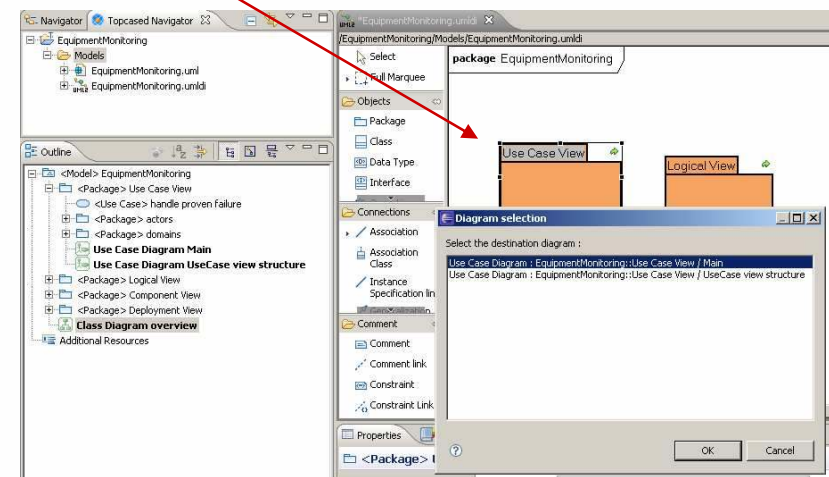 Navigator Topcased Navigator
EquipmentMonitoring
Models
EquipmentMonitoring.uml
EquipmentMonitoring.umldi
Outline
<Model> EquipmentMonitoring
<Package> Use Case View
<Use Case> handle proven failure
<Package> actors
<Package> domains
Use Case Diagram Main
Use Case Diagram UseCase view structure
<Package> Logical View
<Package> Component View
<Package> Deployment View
Class Diagram overview
Additional Resources
*EquipmentMonitoring.umldi
/EquipmentMonitoring/Models/EquipmentMonitoring.umldi
Select
Full Marquee
Objects
Package
Class
Data Type
Interface
Connections
Association
Association
Class
Instance
Specification lin
Generalization
Comment
Comment
Comment link
Constraint
Constraint Link
package EquipmentMonitoring
Use Case View
Logical View
Diagram selection
Select the destination diagram :
Use Case Diagram : EquipmentMonitoring::Use Case View / Main
Use Case Diagram : EquipmentMonitoring::Use Case View / UseCase view structure
OK Cancel
Properties
<Package>